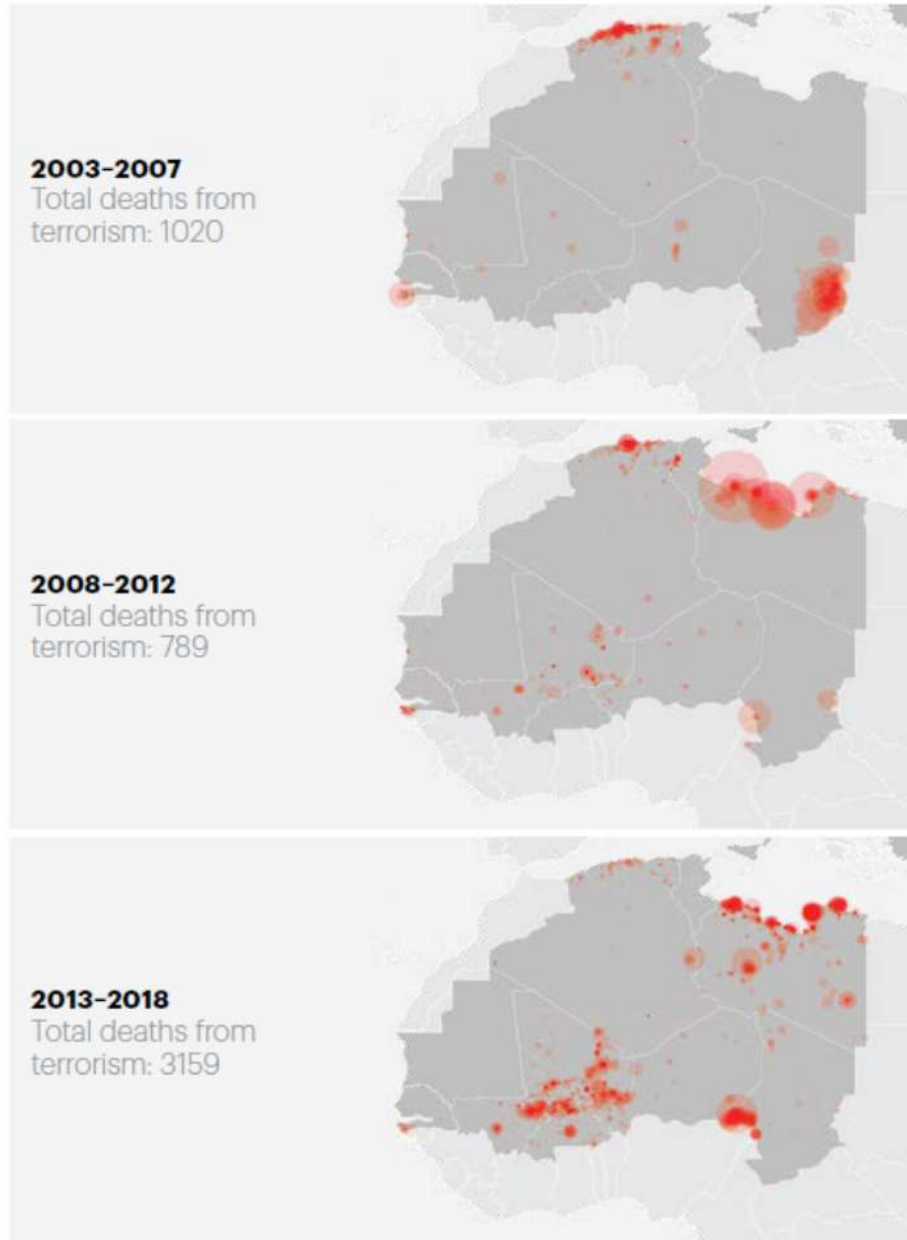 2003–2007
Total deaths from
terrorism: 1020
2008–2012
Total deaths from
terrorism: 789
2013–2018
Total deaths from
terrorism: 3159